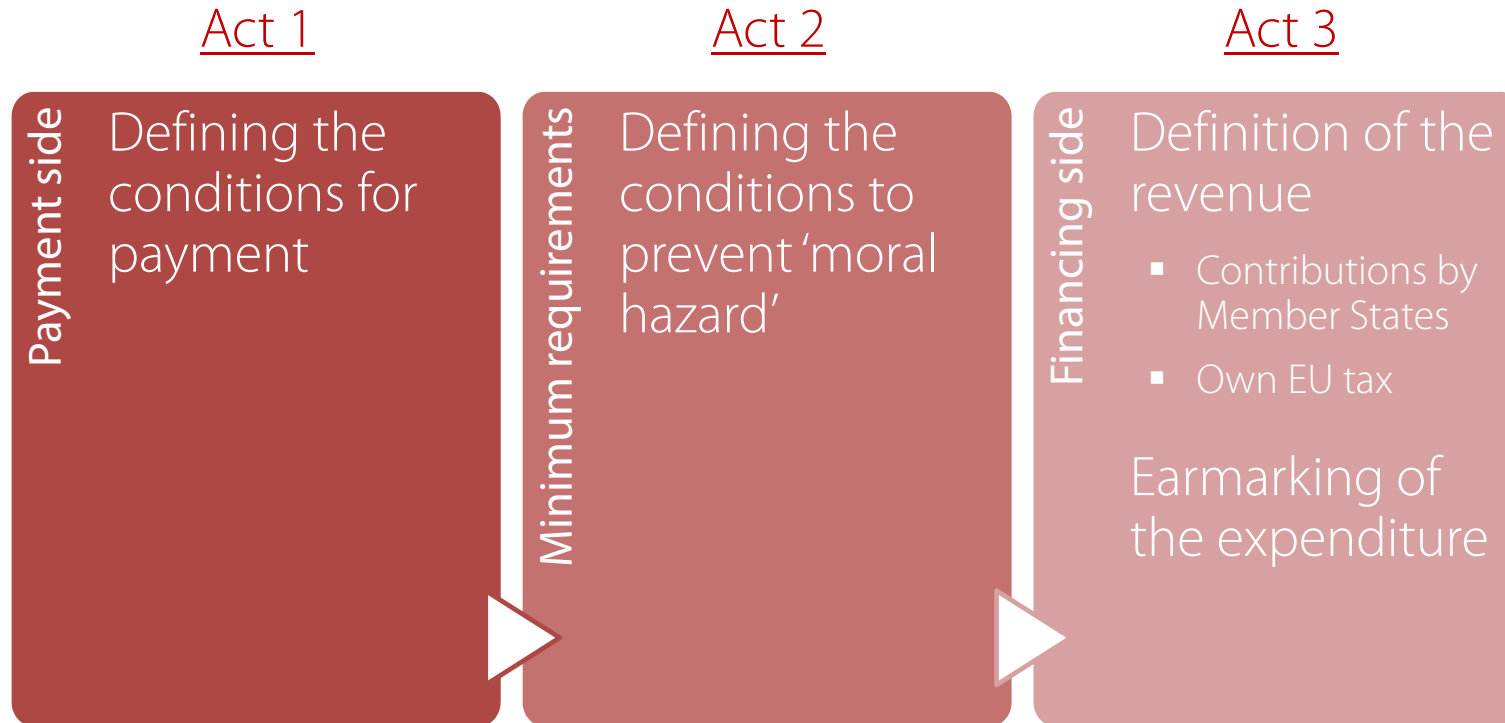 Act 1
Act 2
Act 3
Payment side
Defining the
conditions for
payment
Minimum requirements
Defining the
conditions to
prevent ‘moral
hazard’
Financing side
Definition of the
revenue
▪ Contributions by
Member States
▪ Own EU tax
Earmarking of
the expenditure